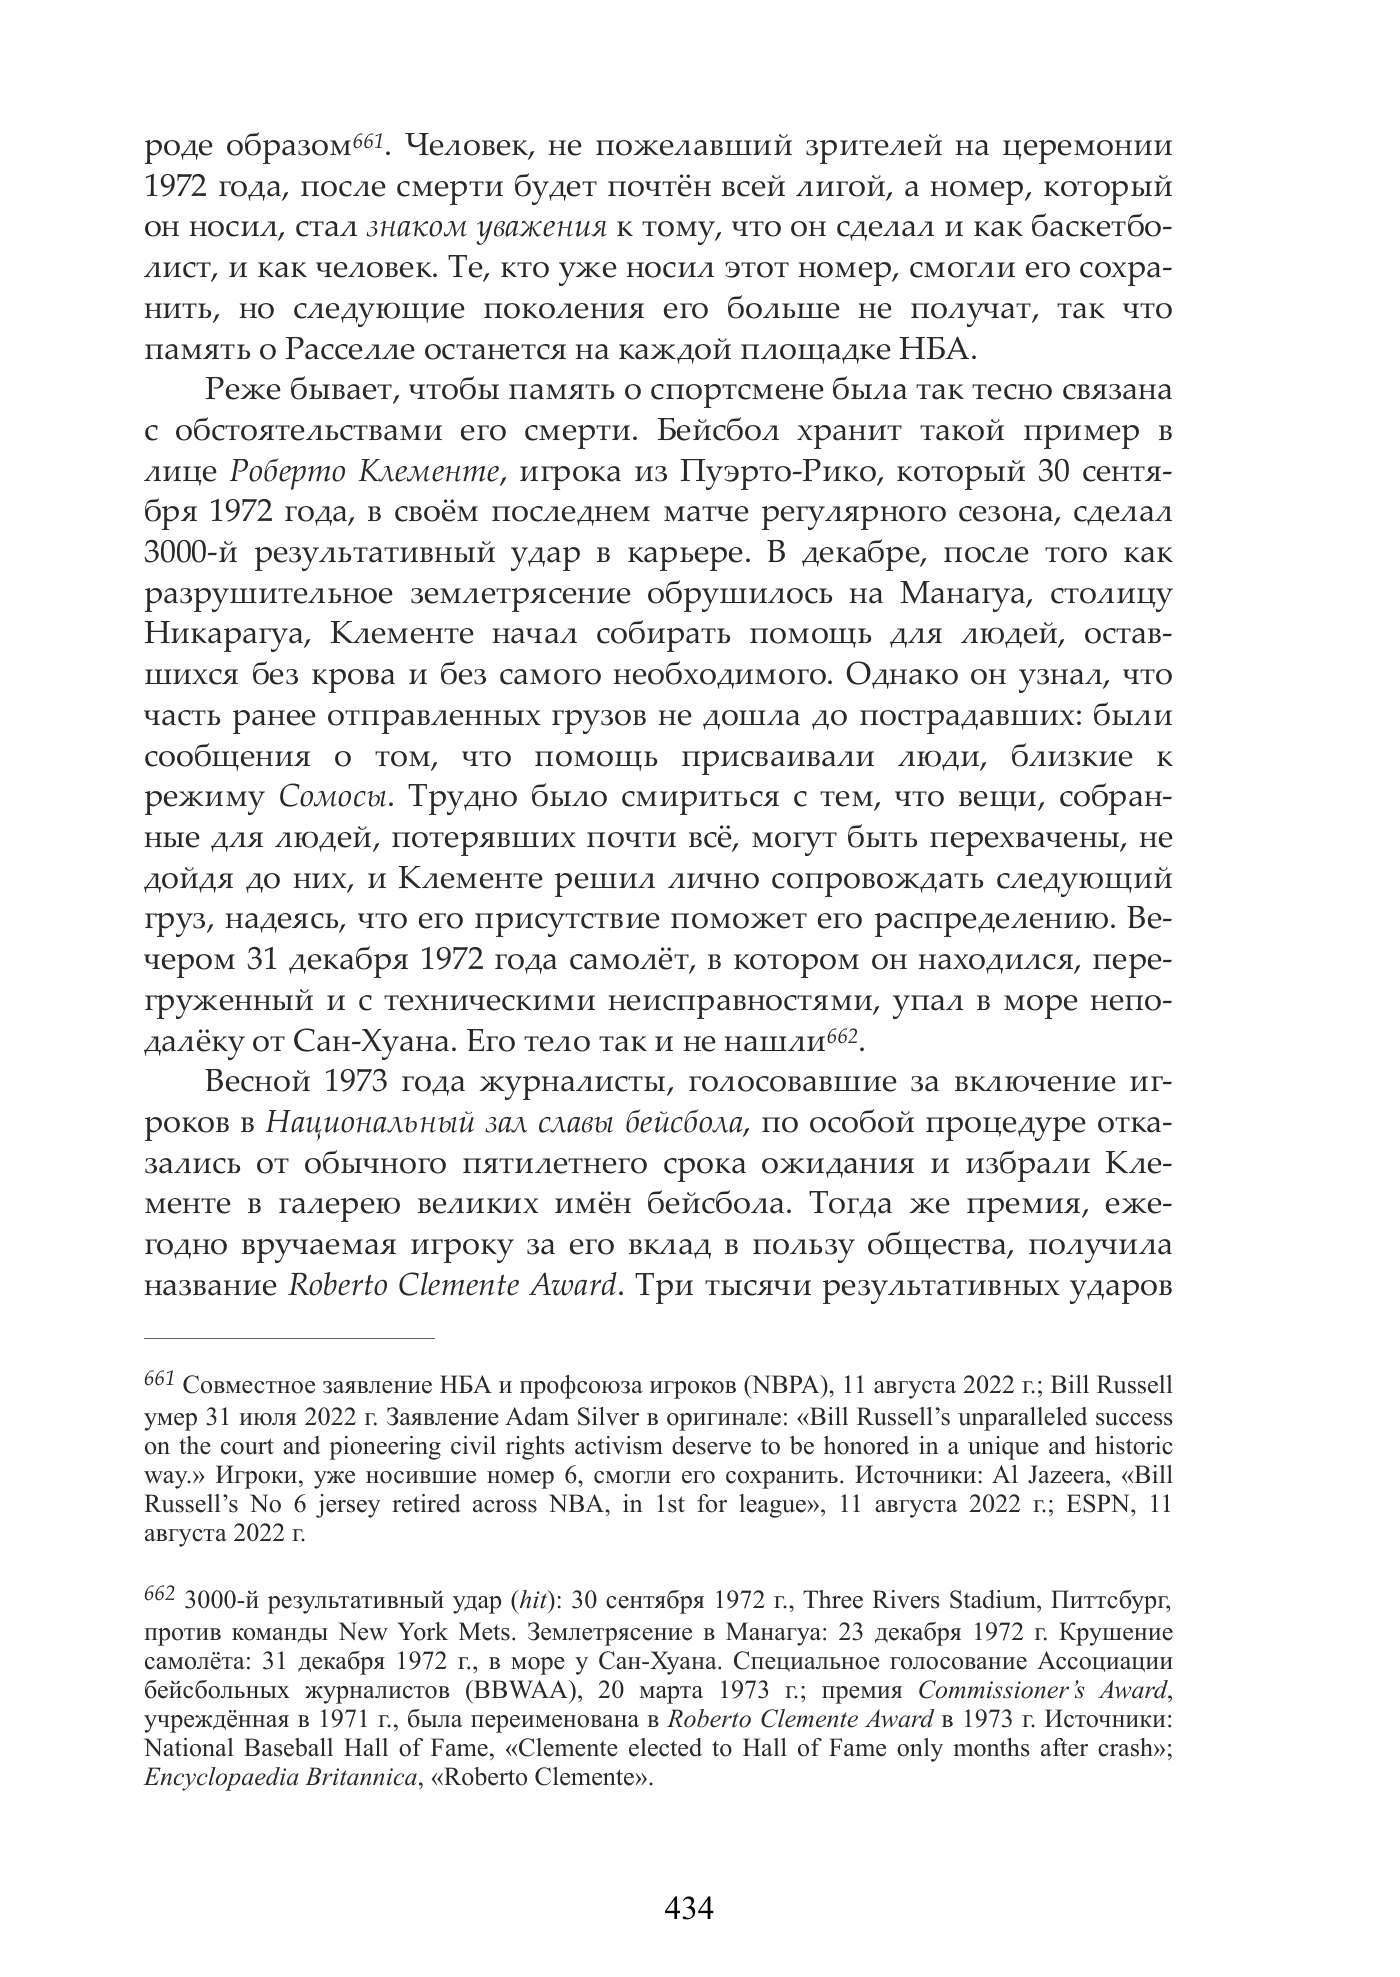 роде образом661. Человек, не пожелавший зрителей на церемонии
1972 года, после смерти будет почтён всей лигой, а номер, который
он носил, стал знаком уважения к тому, что он сделал и как баскетбо-
лист, и как человек. Те, кто уже носил этот номер, смогли его сохра-
нить, но следующие поколения его больше не получат, так что
память о Расселле останется на каждой площадке НБА.
Реже бывает, чтобы память о спортсмене была так тесно связана
с обстоятельствами его смерти. Бейсбол хранит такой пример в
лице Роберто Клементе, игрока из Пуэрто-Рико, который 30 сентя-
бря 1972 года, в своём последнем матче регулярного сезона, сделал
3000-й результативный удар в карьере. В декабре, после того как
разрушительное землетрясение обрушилось на Манагуа, столицу
Никарагуа, Клементе начал собирать помощь для людей, остав-
шихся без крова и без самого необходимого. Однако он узнал, что
часть ранее отправленных грузов не дошла до пострадавших: были
сообщения о том, что помощь присваивали люди, близкие к
режиму Сомосы. Трудно было смириться с тем, что вещи, собран-
ные для людей, потерявших почти всё, могут быть перехвачены, не
дойдя до них, и Клементе решил лично сопровождать следующий
груз, надеясь, что его присутствие поможет его распределению. Ве-
чером 31 декабря 1972 года самолёт, в котором он находился, пере-
груженный и с техническими неисправностями, упал в море непо-
далёку от Сан-Хуана. Его тело так и не нашли662.
Весной 1973 года журналисты, голосовавшие за включение иг-
роков в Национальный зал славы бейсбола, по особой процедуре отка-
зались от обычного пятилетнего срока ожидания и избрали Кле-
менте в галерею великих имён бейсбола. Тогда же премия, еже-
годно вручаемая игроку за его вклад в пользу общества, получила
название Roberto Clemente Award. Три тысячи результативных ударов
661 Совместное заявление НБА и профсоюза игроков (NBPA), 11 августа 2022 г.; Bill Russell
умер 31 июля 2022 г. Заявление Adam Silver в оригинале: «Bill Russell’s unparalleled success
on the court and pioneering civil rights activism deserve to be honored in a unique and historic
way.» Игроки, уже носившие номер 6, смогли его сохранить. Источники: Al Jazeera, «Bill
Russell’s No 6 jersey retired across NBA, in 1st for league», 11 августа 2022 г.; ESPN, 11
августа 2022 г.
662 3000-й результативный удар (hit): 30 сентября 1972 г., Three Rivers Stadium, Питтсбург,
против команды New York Mets. Землетрясение в Манагуа: 23 декабря 1972 г. Крушение
самолёта: 31 декабря 1972 г., в море у Сан-Хуана. Специальное голосование Ассоциации
бейсбольных журналистов (BBWAA), 20 марта 1973 г.; премия Commissioner’s Award,
учреждённая в 1971 г., была переименована в Roberto Clemente Award в 1973 г. Источники:
National Baseball Hall of Fame, «Clemente elected to Hall of Fame only months after crash»;
Encyclopaedia Britannica, «Roberto Clemente».
434